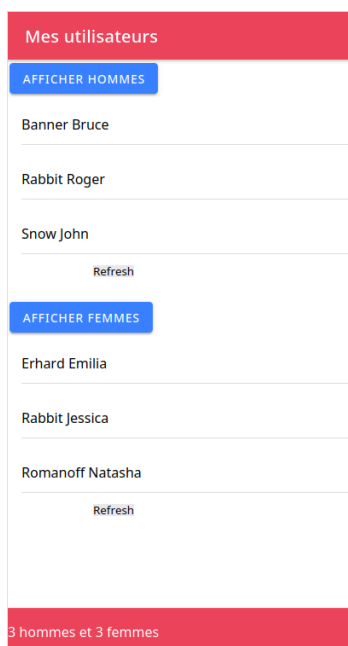 Mes utilisateurs
AFFICHER HOMMES
Banner Bruce
Rabbit Roger
Snow John
Refresh
AFFICHER FEMMES
Erhard Emilia
Rabbit Jessica
Romanoff Natasha
Refresh
3 hommes et 3 femmes